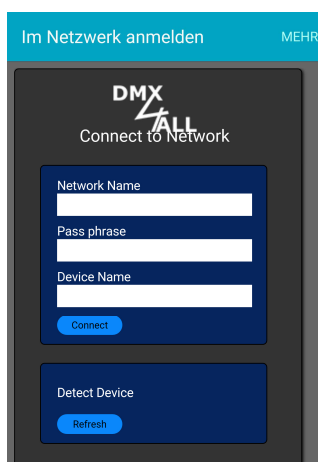 Im Netzwerk anmelden MEHR
DMX
4ALL
Connect to Network
Network Name
Pass phrase
Device Name
Connect
Detect Device
Refresh